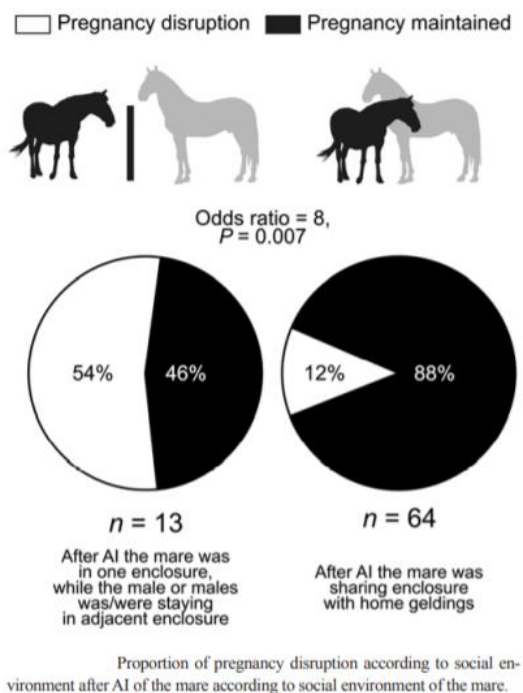 Pregnancy disruption Pregnancy maintained
Odds ratio = 8,
P = 0.007
54% 46% 12% 88%
n = 13
After AI the mare was
in one enclosure,
while the male or males
was/were staying
in adjacent enclosure
n = 64
After AI the mare was
sharing enclosure
with home geldings
Proportion of pregnancy disruption according to social en-
vironment after AI of the mare according to social environment of the mare.